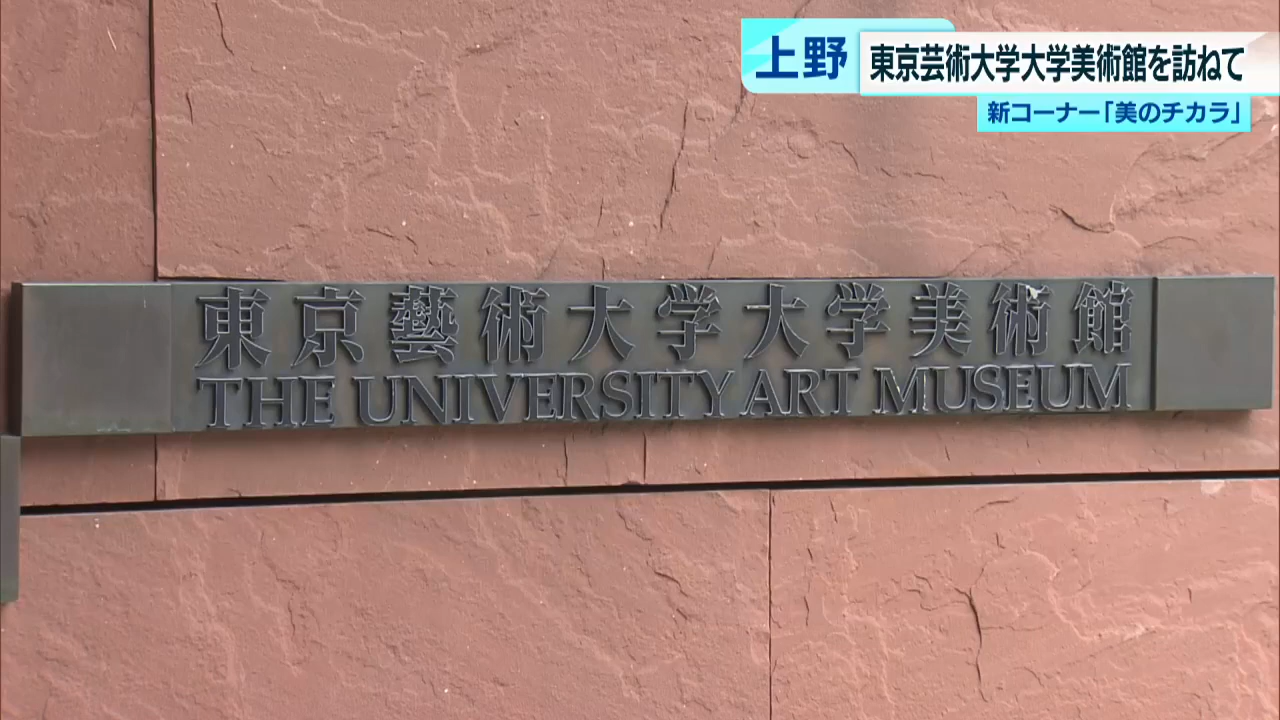 上野
東京芸術大学大学美術館を訪ねて
新コーナー「美のチカラ」
東京藝術大学大学美術館
THE UNIVERSITY ART MUSEUM